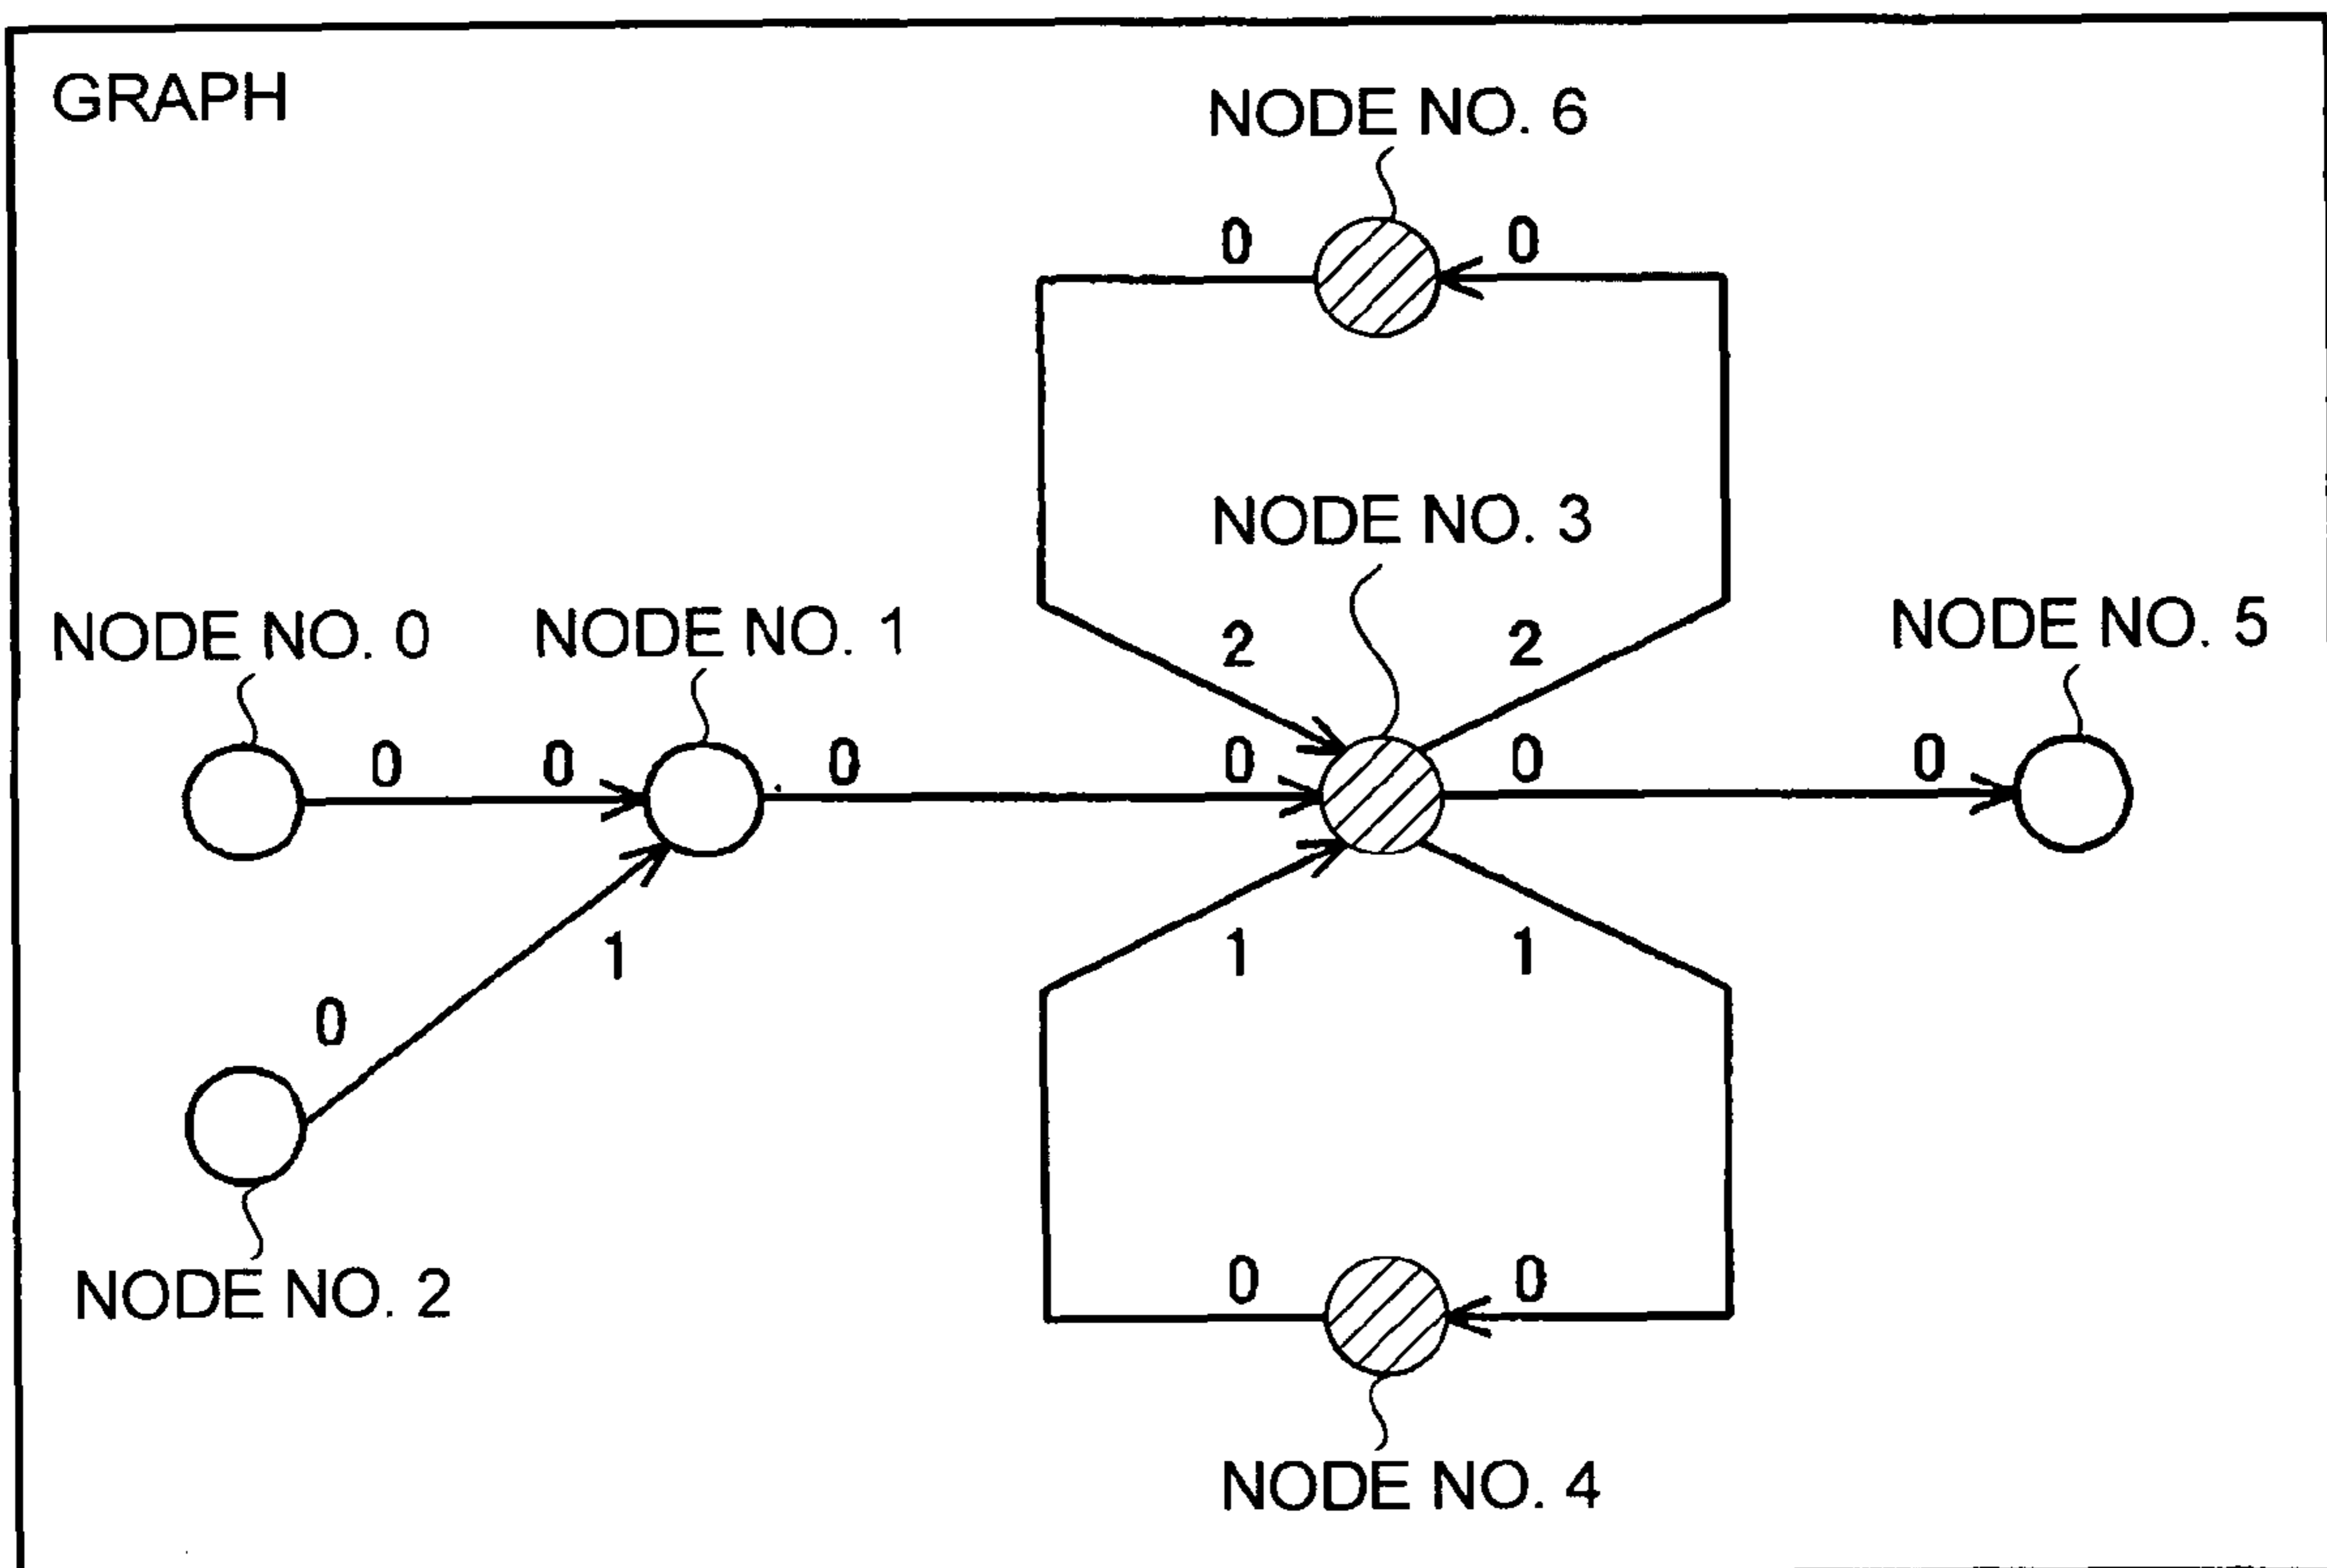 GRAPH
NODE NO. 6
0 0
NODE NO. 3
NODE NO. 0 NODE NO. 1 NODE NO. 5
2 2
0 0 0 0 0 0
1 1 1
0
0 0
NODE NO. 2
NODE NO. 4